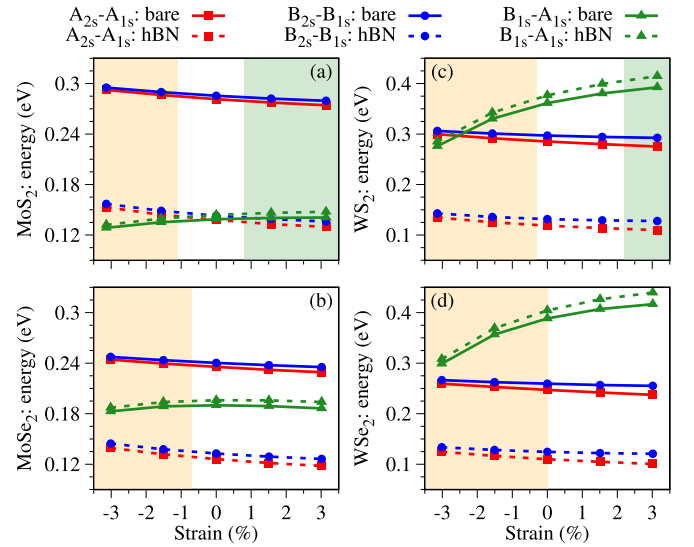 A2s-A1s: bare B2s-B1s: bare B1s-A1s: bare
A2s-A1s: hBN B2s-B1s: hBN B1s-A1s: hBN
(a) (c)
MoS2: energy (eV)
0.3
0.24
0.18
0.12
WS2: energy (eV)
0.4
0.3
0.2
0.1
(b) (d)
MoSe2: energy (eV)
0.3
0.24
0.18
0.12
WSe2: energy (eV)
0.4
0.3
0.2
0.1
-3 -2 -1 0 1 2 3 -3 -2 -1 0 1 2 3
Strain (%) Strain (%)